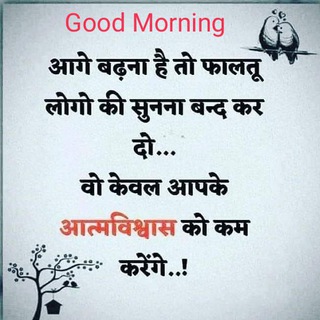 Good Morning
आगे बढ़ना है तो फालतू
लोगो की सुनना बन्द कर
दो...
वो केवल आपके
आत्मविश्वास को कम
करेंगे..!